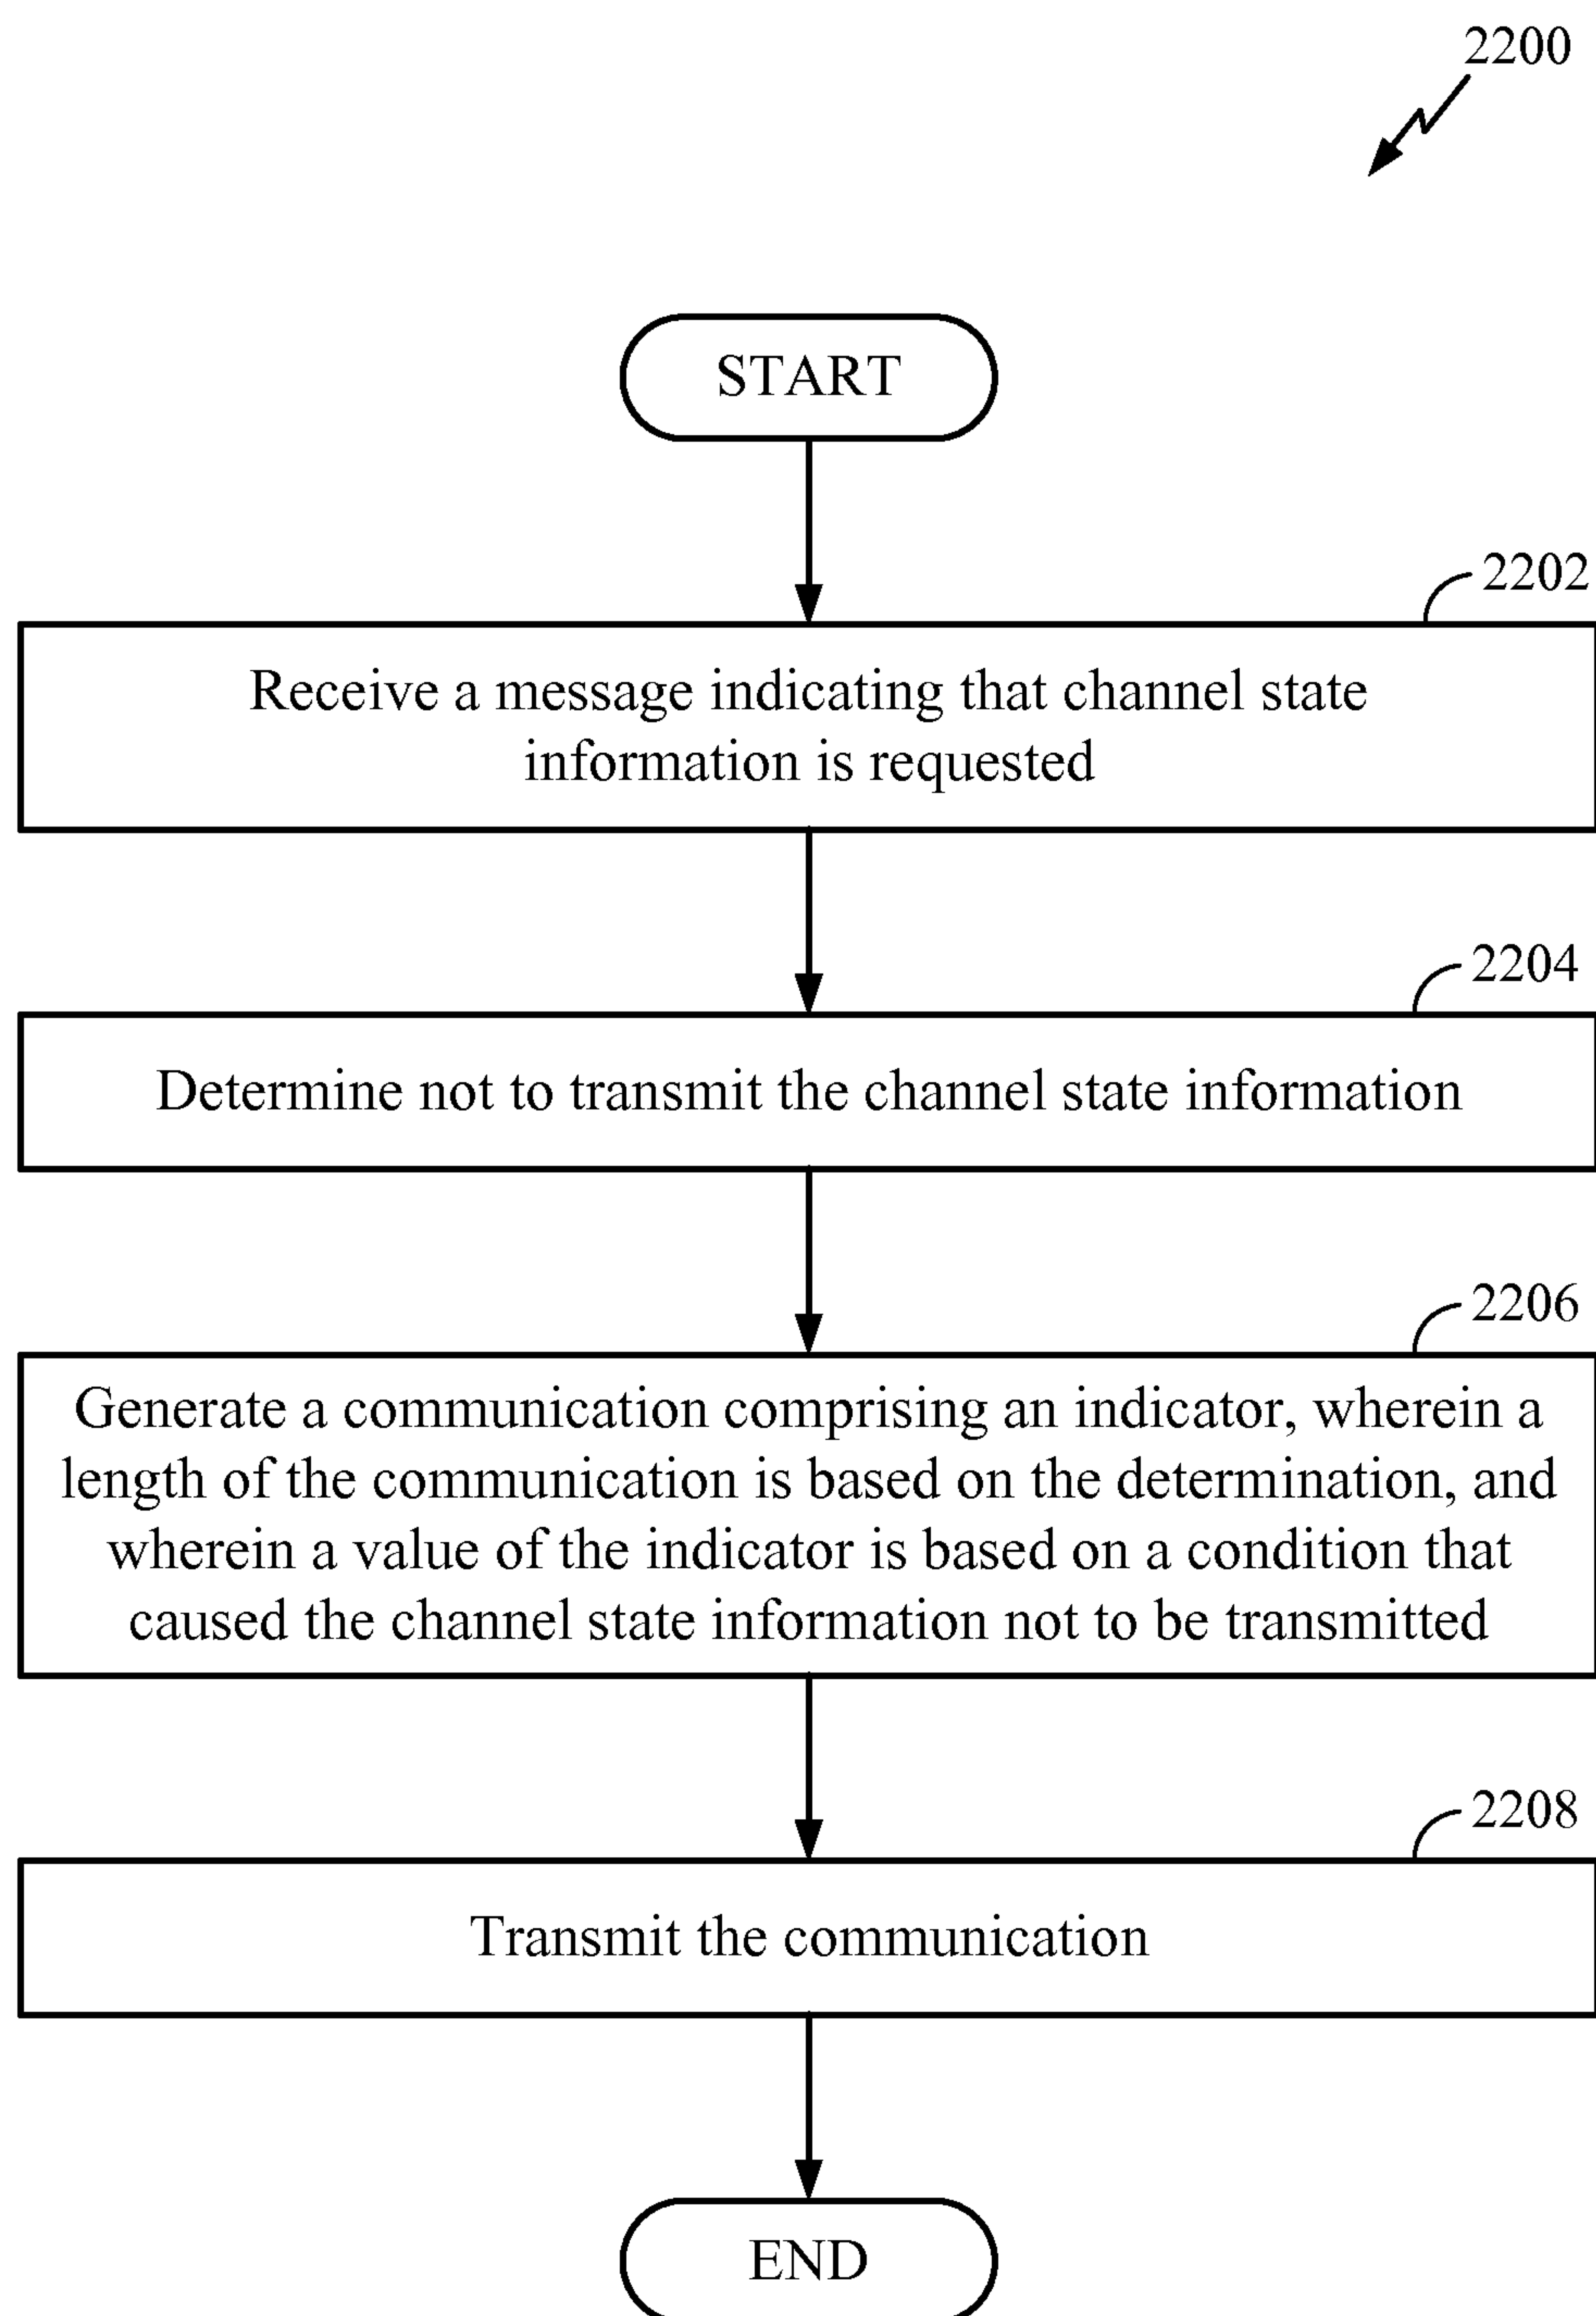 2200
START
2202
Receive a message indicating that channel state
information is requested
2204
Determine not to transmit the channel state information
2206
Generate a communication comprising an indicator, wherein a
length of the communication is based on the determination, and
wherein a value of the indicator is based on a condition that
caused the channel state information not to be transmitted
2208
Transmit the communication
END